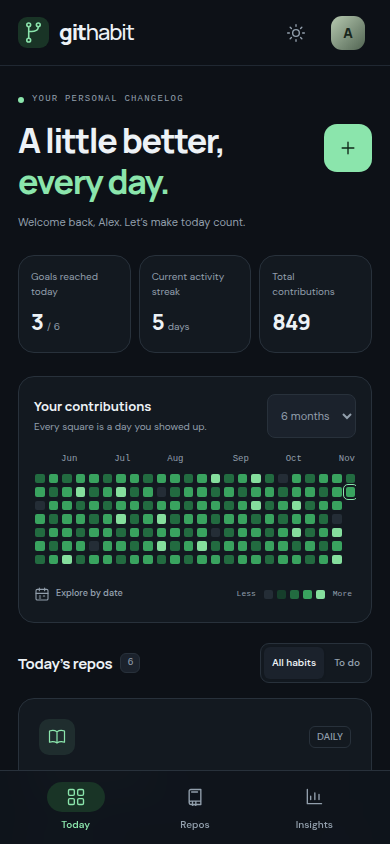 githabit
A
YOUR PERSONAL CHANGELOG
A little better,
every day.
Welcome back, Alex. Let's make today count.
Goals reached today
3 / 6
Current activity streak
5 days
Total contributions
849
Your contributions
Every square is a day you showed up.
6 months
Jun Jul Aug Sep Oct Nov
Explore by date
Less More
Today's repos 6
All habits To do
DAILY
Today Repos Insights